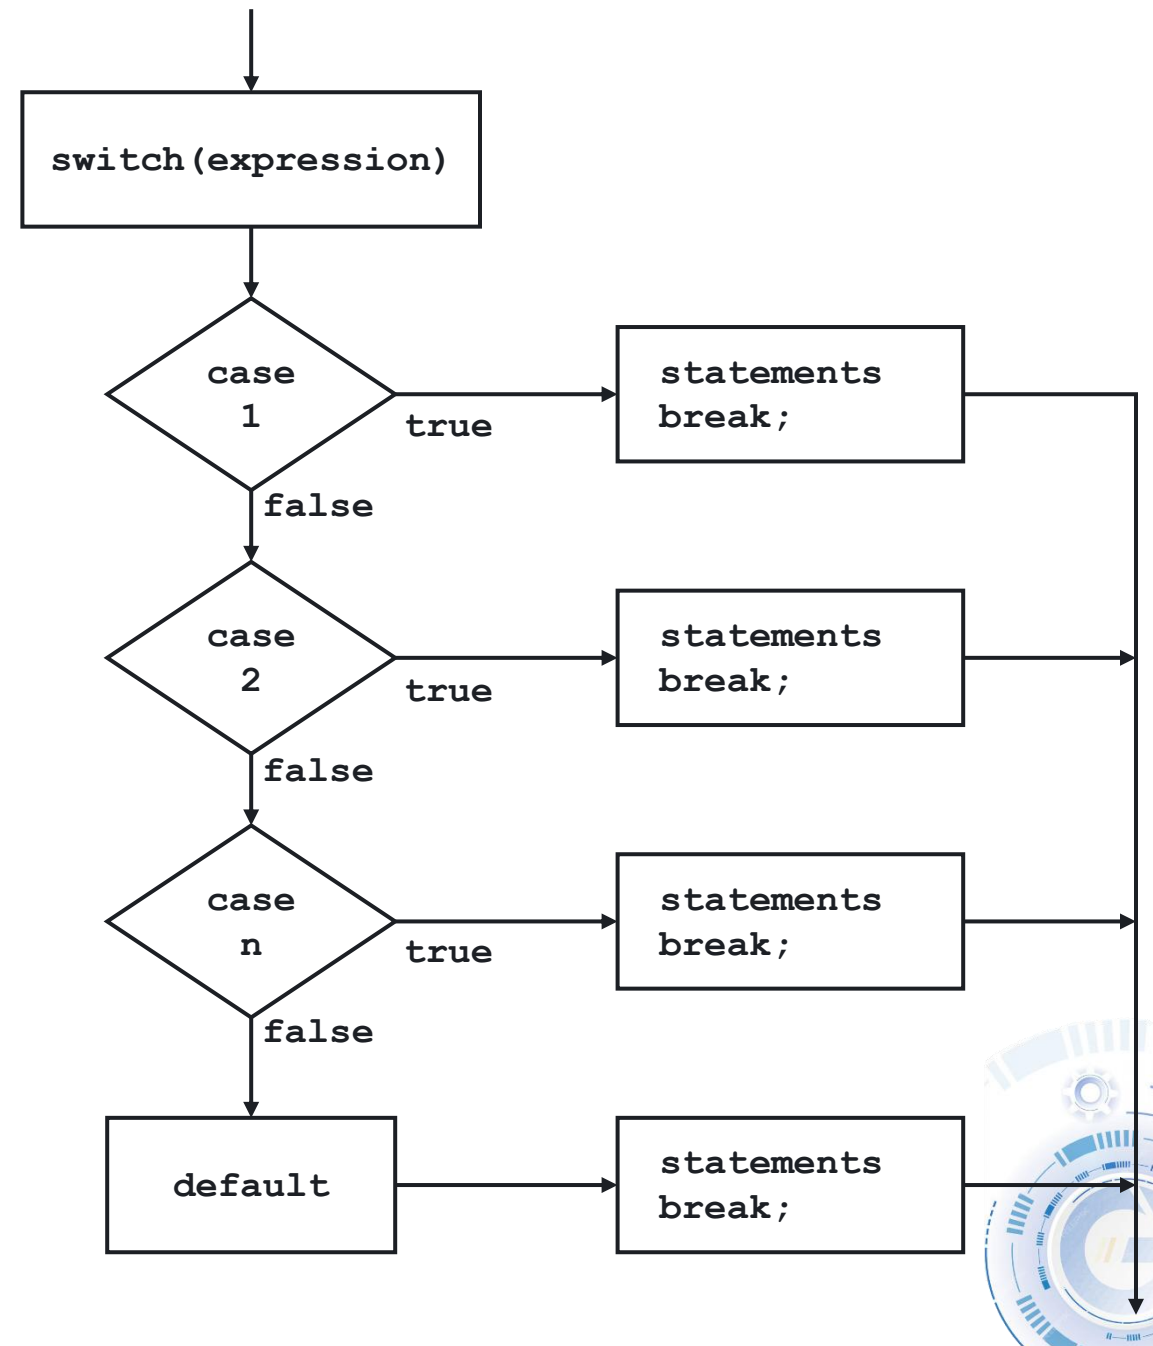 switch(expression)
case
1
true
statements
break;
false
case
2
true
statements
break;
false
case
n
true
statements
break;
false
default
statements
break;